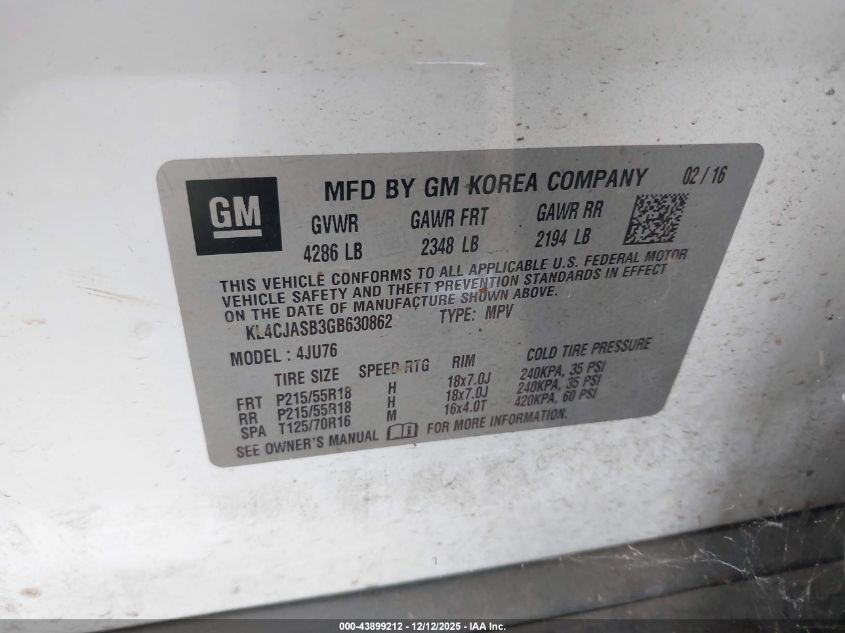 GM
MFD BY GM KOREA COMPANY 02 / 16
GVWR GAWR FRT GAWR RR
4286 LB 2348 LB 2194 LB
THIS VEHICLE CONFORMS TO ALL APPLICABLE U.S. FEDERAL MOTOR
VEHICLE SAFETY AND THEFT PREVENTION STANDARDS IN EFFECT
ON THE DATE OF MANUFACTURE SHOWN ABOVE.
KL4CJASB3GB630862 TYPE: MPV
MODEL : 4JU76
TIRE SIZE SPEED RTG RIM COLD TIRE PRESSURE
FRT P215/55R18 H 18x7.0J 240KPA, 35 PSI
RR P215/55R18 H 18x7.0J 240KPA, 35 PSI
SPA T125/70R16 M 16x4.0T 420KPA, 60 PSI
SEE OWNER'S MANUAL FOR MORE INFORMATION.
000-43899212 - 12/12/2025 - IAA Inc.